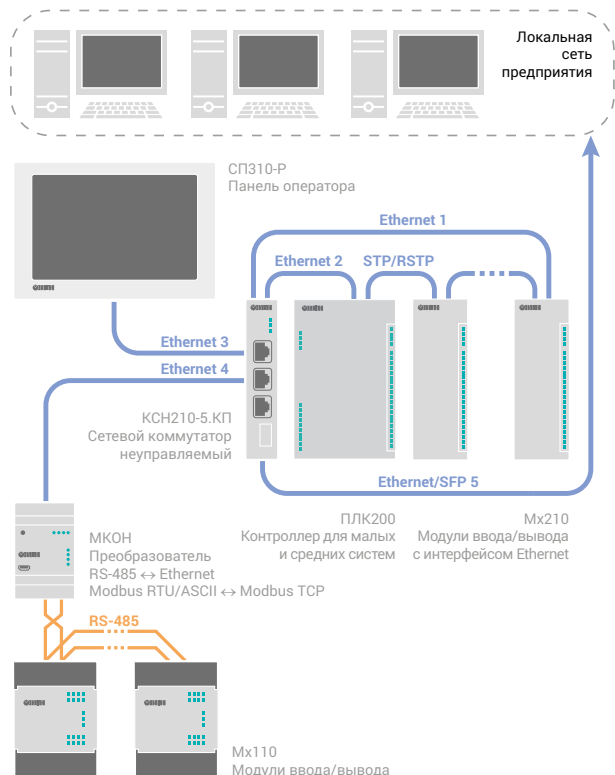 Локальная
сеть
предприятия
СП310-Р
Панель оператора
Ethernet 1
Ethernet 2
STP/RSTP
Ethernet 3
Ethernet 4
КСН210-5.КП
Сетевой коммутатор
неуправляемый
Ethernet/SFP 5
ПЛК200
Контроллер для малых
и средних систем
Мх210
Модули ввода/вывода
с интерфейсом Ethernet
МКОН
Преобразователь
RS-485 ↔ Ethernet
Modbus RTU/ASCII ↔ Modbus TCP
RS-485
Мх110
Модули ввода/вывода